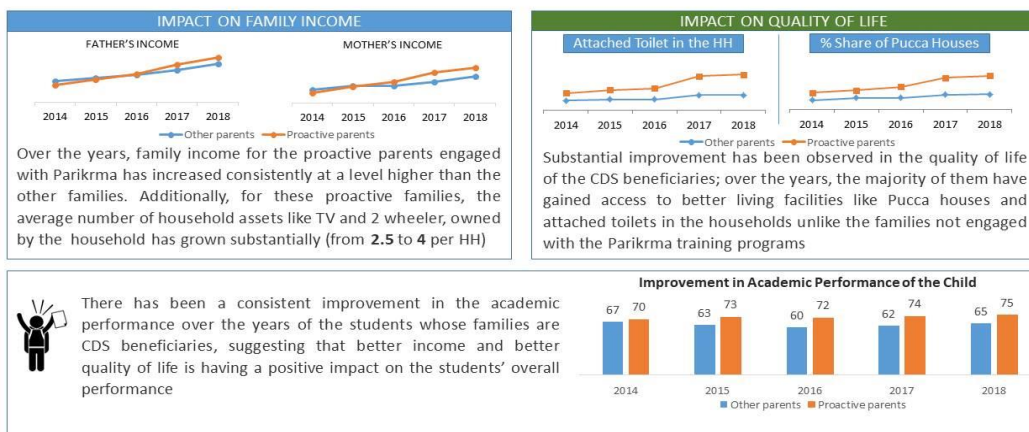 IMPACT ON FAMILY INCOME
FATHER'S INCOME
2014 2015 2016 2017 2018
MOTHER'S INCOME
2014 2015 2016 2017 2018
Other parents Proactive parents
Over the years, family income for the proactive parents engaged
with Parikrma has increased consistently at a level higher than the
other families. Additionally, for these proactive families, the
average number of household assets like TV and 2 wheeler, owned
by the household has grown substantially (from 2.5 to 4 per HH)
IMPACT ON QUALITY OF LIFE
Attached Toilet in the HH
2014 2015 2016 2017 2018
% Share of Pucca Houses
2014 2015 2016 2017 2018
Other parents Proactive parents
Substantial improvement has been observed in the quality of life
of the CDS beneficiaries; over the years, the majority of them have
gained access to better living facilities like Pucca houses and
attached toilets in the households unlike the families not engaged
with the Parikrma training programs
There has been a consistent improvement in the academic
performance over the years of the students whose families are
CDS beneficiaries, suggesting that better income and better
quality of life is having a positive impact on the students' overall
performance
Improvement in Academic Performance of the Child
67 70 63 73 60 72 62 74 65 75
2014 2015 2016 2017 2018
Other parents Proactive parents